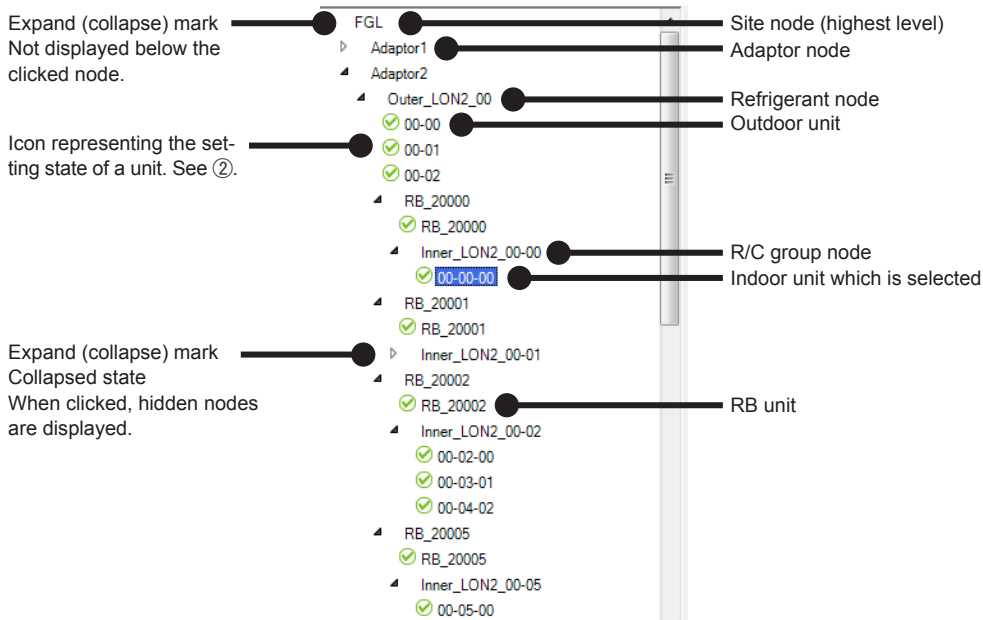 Expand (collapse) mark
Not displayed below the
clicked node.
Icon representing the set-
ting state of a unit. See ②.
Expand (collapse) mark
Collapsed state
When clicked, hidden nodes
are displayed.
FGL
Adaptor1
Adaptor2
Outer_LON2_00
00-00
00-01
00-02
RB_20000
RB_20000
Inner_LON2_00-00
00-00-00
RB_20001
RB_20001
Inner_LON2_00-01
RB_20002
RB_20002
Inner_LON2_00-02
00-02-00
00-03-01
00-04-02
RB_20005
RB_20005
Inner_LON2_00-05
00-05-00
Site node (highest level)
Adaptor node
Refrigerant node
Outdoor unit
R/C group node
Indoor unit which is selected
RB unit